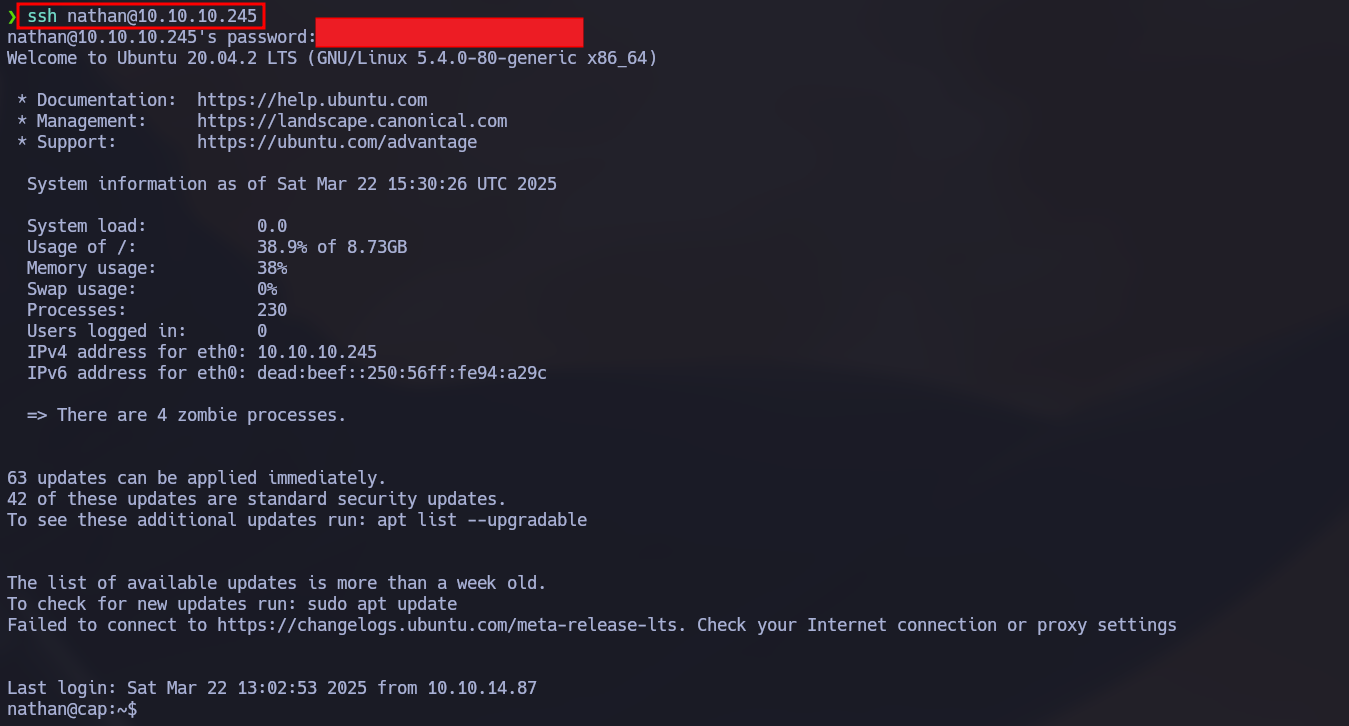 ❯ ssh nathan@10.10.10.245
nathan@10.10.10.245's password:
Welcome to Ubuntu 20.04.2 LTS (GNU/Linux 5.4.0-80-generic x86_64)
* Documentation:  https://help.ubuntu.com
* Management:     https://landscape.canonical.com
* Support:        https://ubuntu.com/advantage
System information as of Sat Mar 22 15:30:26 UTC 2025
System load:           0.0
Usage of /:            38.9% of 8.73GB
Memory usage:          38%
Swap usage:            0%
Processes:             230
Users logged in:       0
IPv4 address for eth0: 10.10.10.245
IPv6 address for eth0: dead:beef::250:56ff:fe94:a29c
=> There are 4 zombie processes.
63 updates can be applied immediately.
42 of these updates are standard security updates.
To see these additional updates run: apt list --upgradable
The list of available updates is more than a week old.
To check for new updates run: sudo apt update
Failed to connect to https://changelogs.ubuntu.com/meta-release-lts. Check your Internet connection or proxy settings
Last login: Sat Mar 22 13:02:53 2025 from 10.10.14.87
nathan@cap:~$